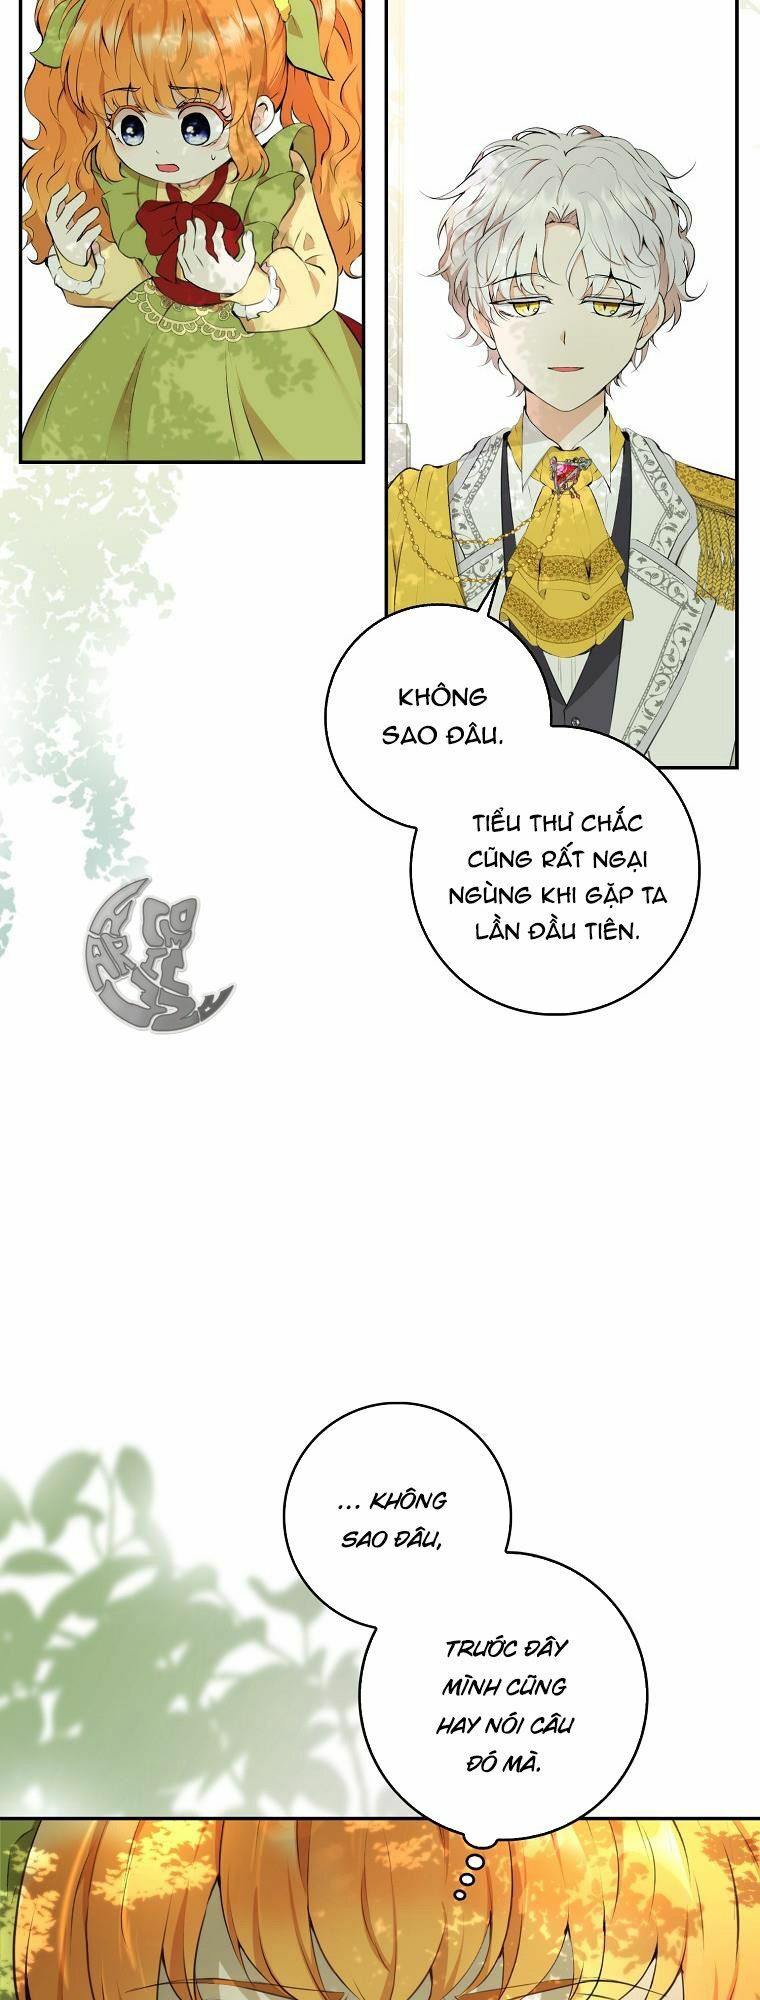 KHÔNG
SAO ĐÂU.
TIỂU THƯ CHẮC
CŨNG RẤT NGẠI
NGÙNG KHI GẶP TA
LẦN ĐẦU TIÊN.
... KHÔNG
SAO ĐÂU,
TRƯỚC ĐÂY
MÌNH CŨNG
HAY NÓI CÂU
ĐÓ MÀ.